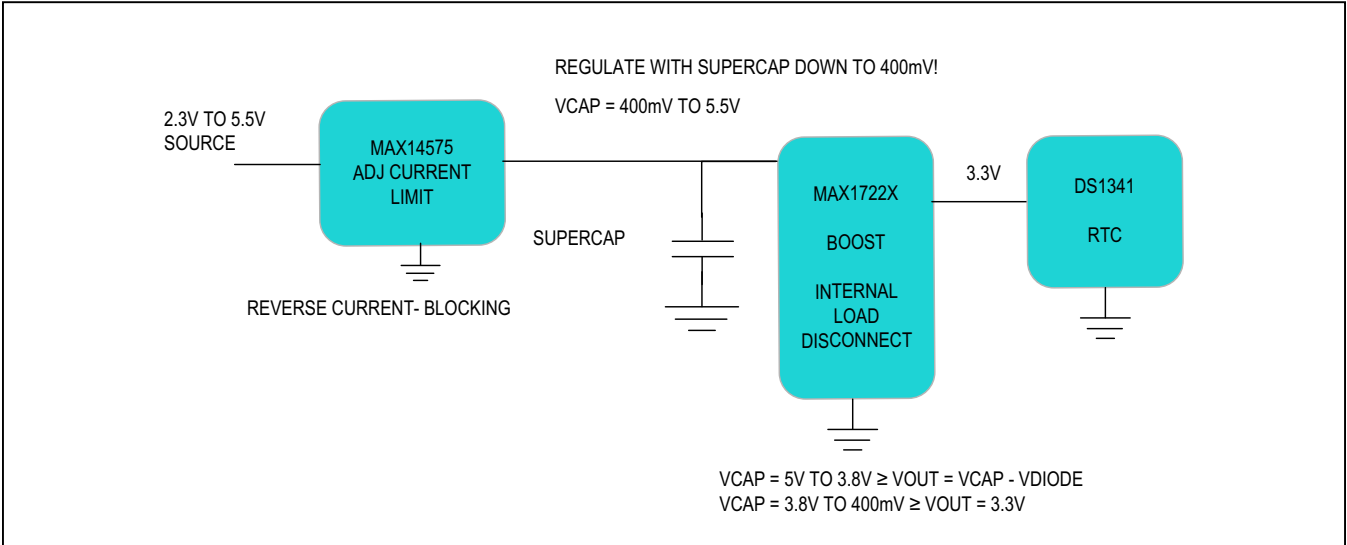 REGULATE WITH SUPERCAP DOWN TO 400mV!
VCAP = 400mV TO 5.5V
2.3V TO 5.5V
SOURCE
MAX14575
ADJ CURRENT
LIMIT
REVERSE CURRENT- BLOCKING
SUPERCAP
MAX1722X
BOOST
INTERNAL
LOAD
DISCONNECT
3.3V
DS1341
RTC
VCAP = 5V TO 3.8V ≥ VOUT = VCAP - VDIODE
VCAP = 3.8V TO 400mV ≥ VOUT = 3.3V